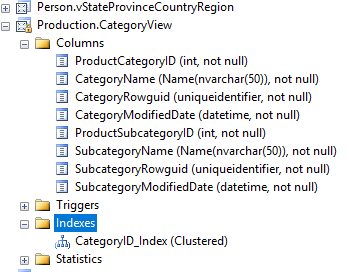 Person.vStateProvinceCountryRegion
Production.CategoryView
Columns
ProductCategoryID (int, not null)
CategoryName (Name(nvarchar(50)), not null)
CategoryRowguid (uniqueidentifier, not null)
CategoryModifiedDate (datetime, not null)
ProductSubcategoryID (int, not null)
SubcategoryName (Name(nvarchar(50)), not null)
SubcategoryRowguid (uniqueidentifier, not null)
SubcategoryModifiedDate (datetime, not null)
Triggers
Indexes
CategoryID_Index (Clustered)
Statistics